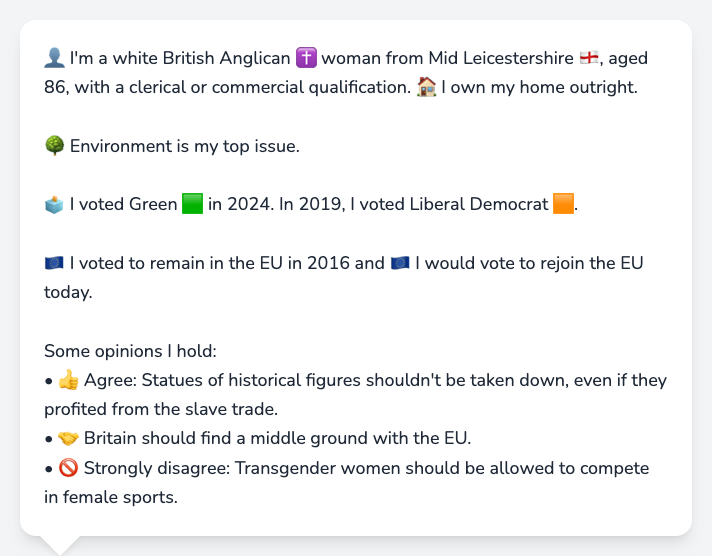 👤 I'm a white British Anglican ✝️ woman from Mid Leicestershire 🏴󠁧󠁢󠁥󠁮󠁧󠁿, aged
86, with a clerical or commercial qualification. 🏠 I own my home outright.
🌳 Environment is my top issue.
🗳️ I voted Green 🟩 in 2024. In 2019, I voted Liberal Democrat 🟧.
🇪🇺 I voted to remain in the EU in 2016 and 🇪🇺 I would vote to rejoin the EU
today.
Some opinions I hold:
• 👍 Agree: Statues of historical figures shouldn't be taken down, even if they
profited from the slave trade.
• 🤝 Britain should find a middle ground with the EU.
• 🚫 Strongly disagree: Transgender women should be allowed to compete
in female sports.